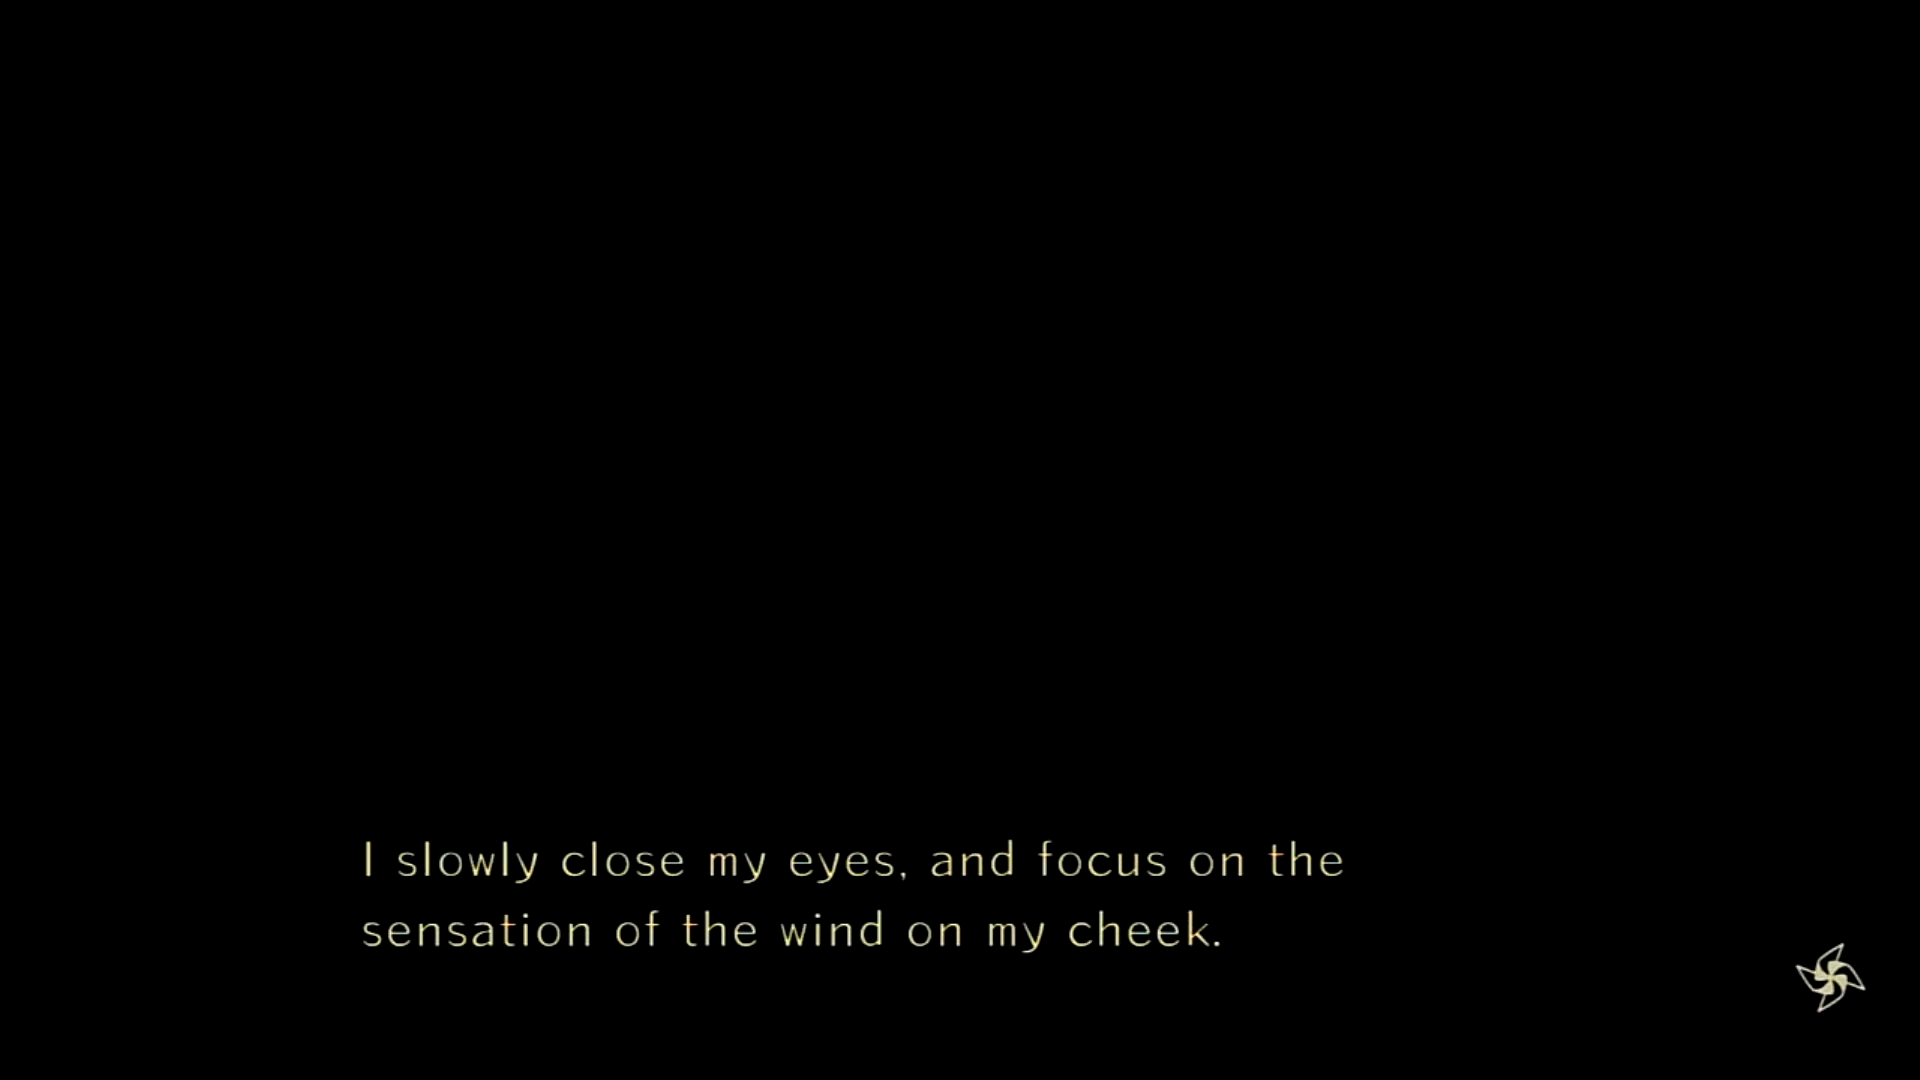 I slowly close my eyes, and focus on the
sensation of the wind on my cheek.